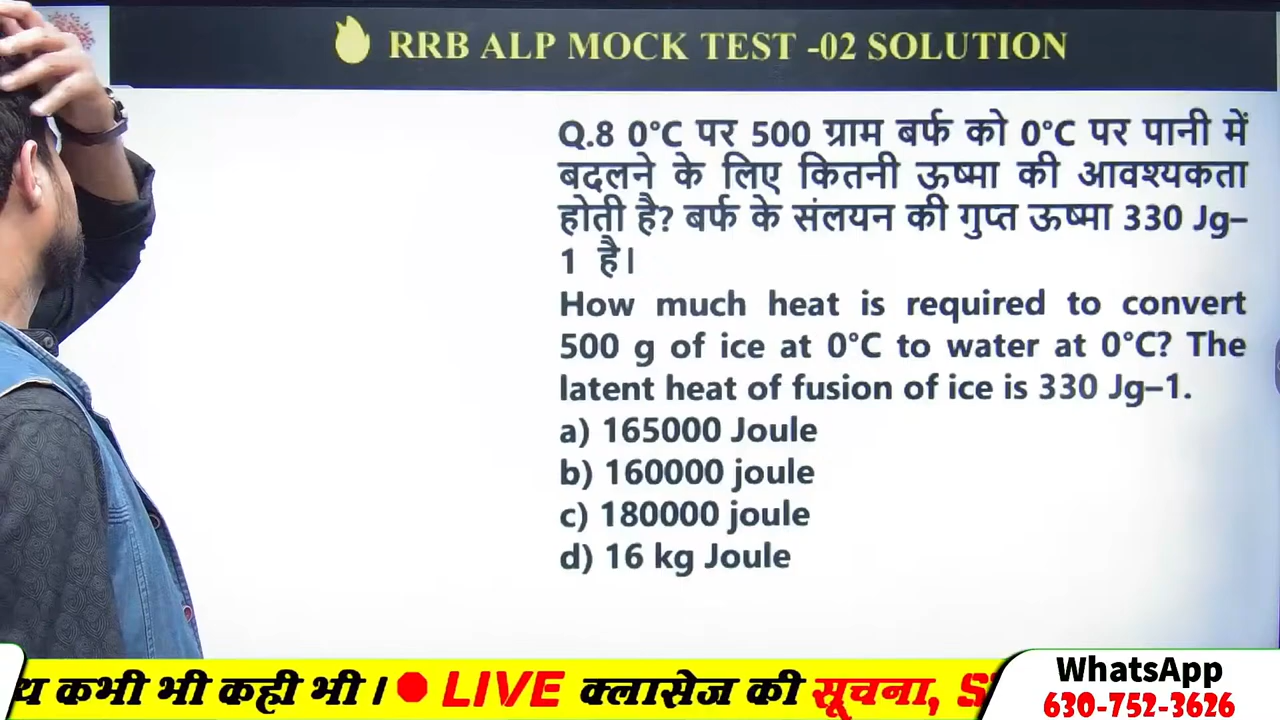 RRB ALP MOCK TEST -02 SOLUTION
Q.8 0°C पर 500 ग्राम बर्फ को 0°C पर पानी में
बदलने के लिए कितनी ऊष्मा की आवश्यकता
होती है? बर्फ के संलयन की गुप्त ऊष्मा 330 Jg–
1 है।
How much heat is required to convert
500 g of ice at 0°C to water at 0°C? The
latent heat of fusion of ice is 330 Jg–1.
a) 165000 Joule
b) 160000 joule
c) 180000 joule
d) 16 kg Joule
कभी भी कही भी । LIVE क्लासेज की सूचना,
WhatsApp
630-752-3626